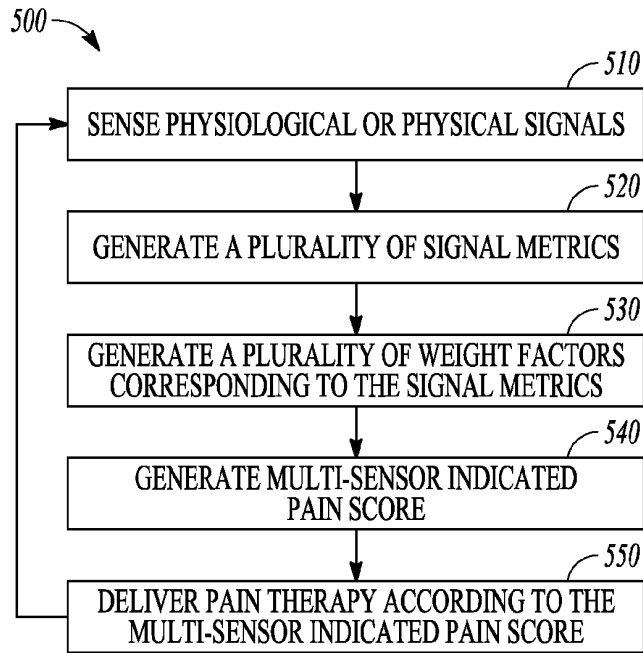 500
510
SENSE PHYSIOLOGICAL OR PHYSICAL SIGNALS
520
GENERATE A PLURALITY OF SIGNAL METRICS
530
GENERATE A PLURALITY OF WEIGHT FACTORS
CORRESPONDING TO THE SIGNAL METRICS
540
GENERATE MULTI-SENSOR INDICATED
PAIN SCORE
550
DELIVER PAIN THERAPY ACCORDING TO THE
MULTI-SENSOR INDICATED PAIN SCORE